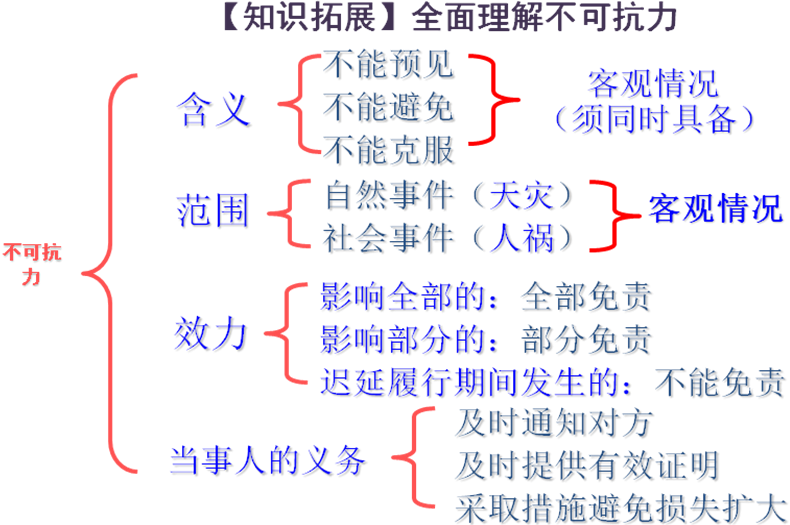 【知识拓展】全面理解不可抗力
不可抗
力
含义
不能预见
不能避免
不能克服
客观情况
（须同时具备）
范围
自然事件（天灾）
社会事件（人祸）
客观情况
效力
影响全部的：全部免责
影响部分的：部分免责
迟延履行期间发生的：不能免责
当事人的义务
及时通知对方
及时提供有效证明
采取措施避免损失扩大